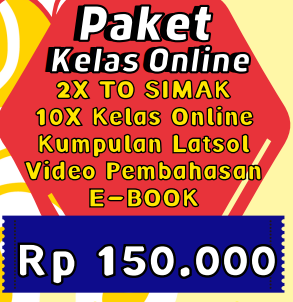 Paket
Kelas Online
2X TO SIMAK
10X Kelas Online
Kumpulan Latsol
Video Pembahasan
E-BOOK
Rp 150.000